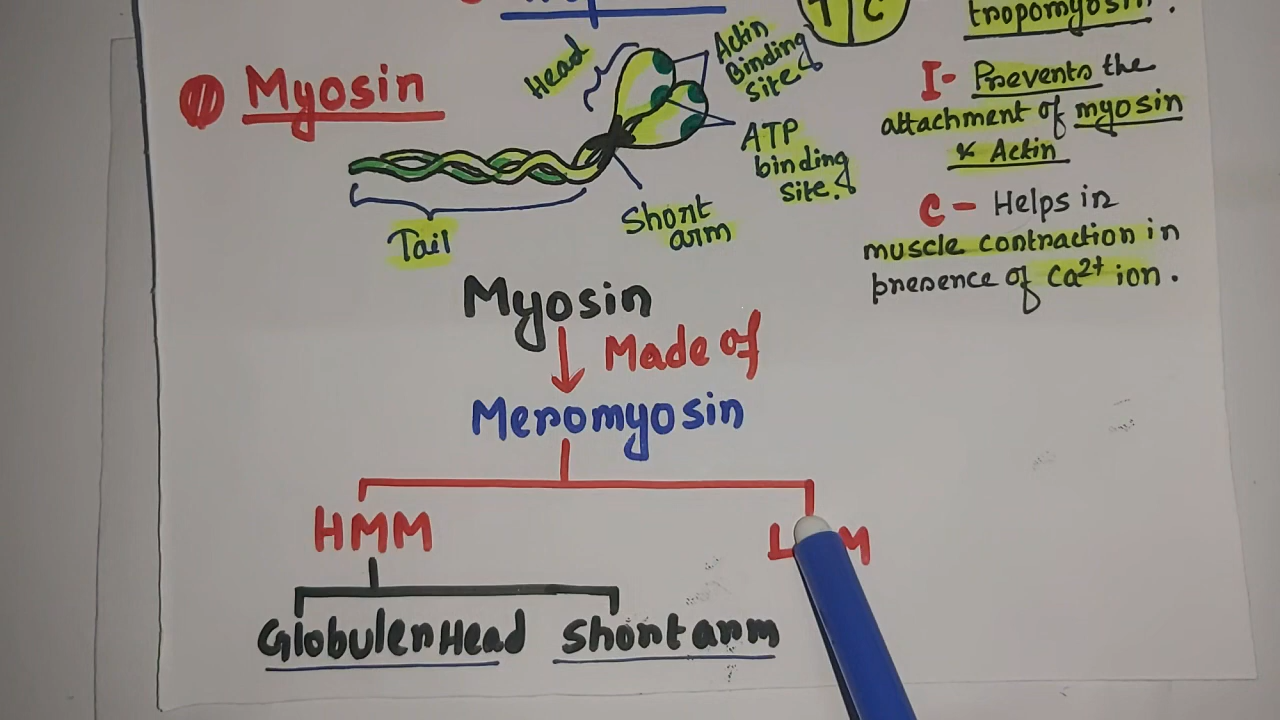 tropomyosin.
T C
Myosin
Head
Actin
Binding
site.
ATP
binding
site.
Short
arm
Tail
I- Prevents the
attachment of myosin
& Actin
C - Helps in
muscle contraction in
presence of Ca2+ ion.
Myosin
Made of
Meromyosin
HMM
Globuler Head
Short arm